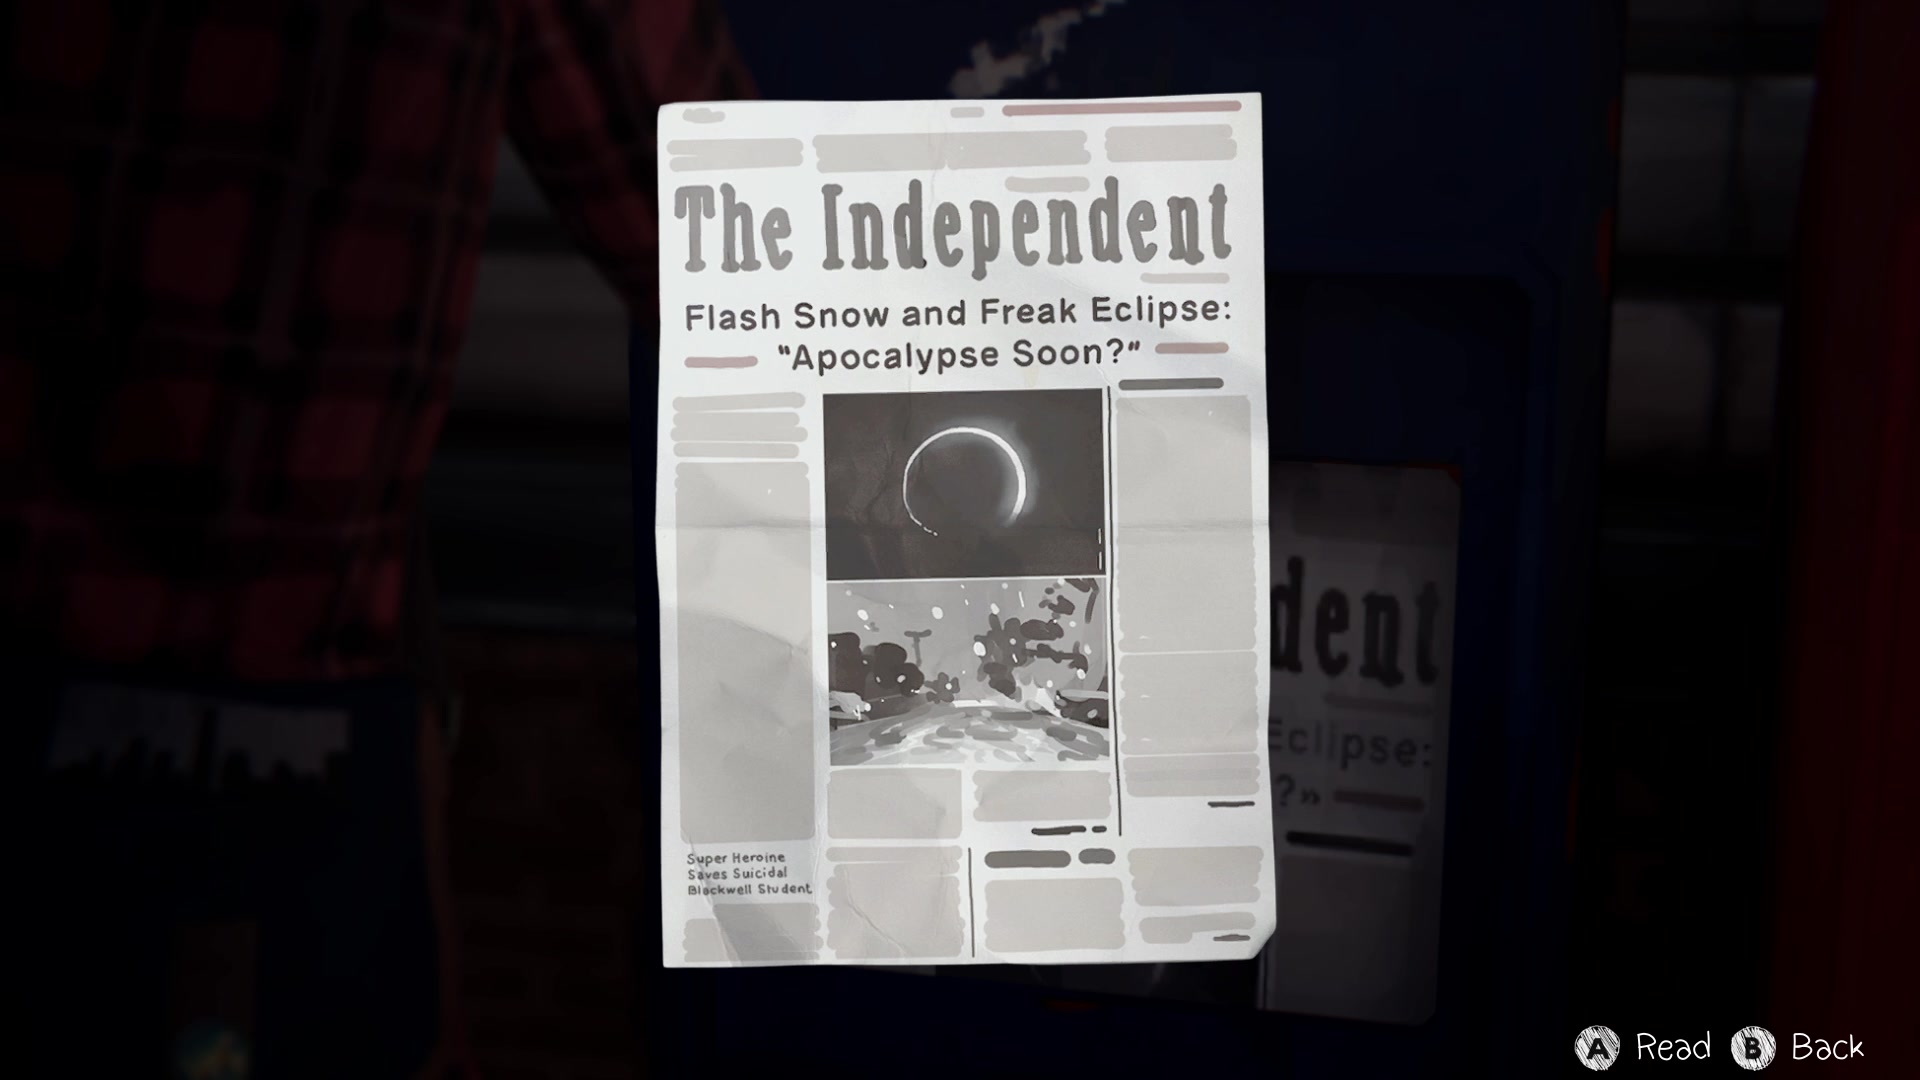 The Independent
Flash Snow and Freak Eclipse:
"Apocalypse Soon?"
Super Heroine
Saves Suicidal
Blackwell Student
dent
Eclipse:
?»
A Read B Back